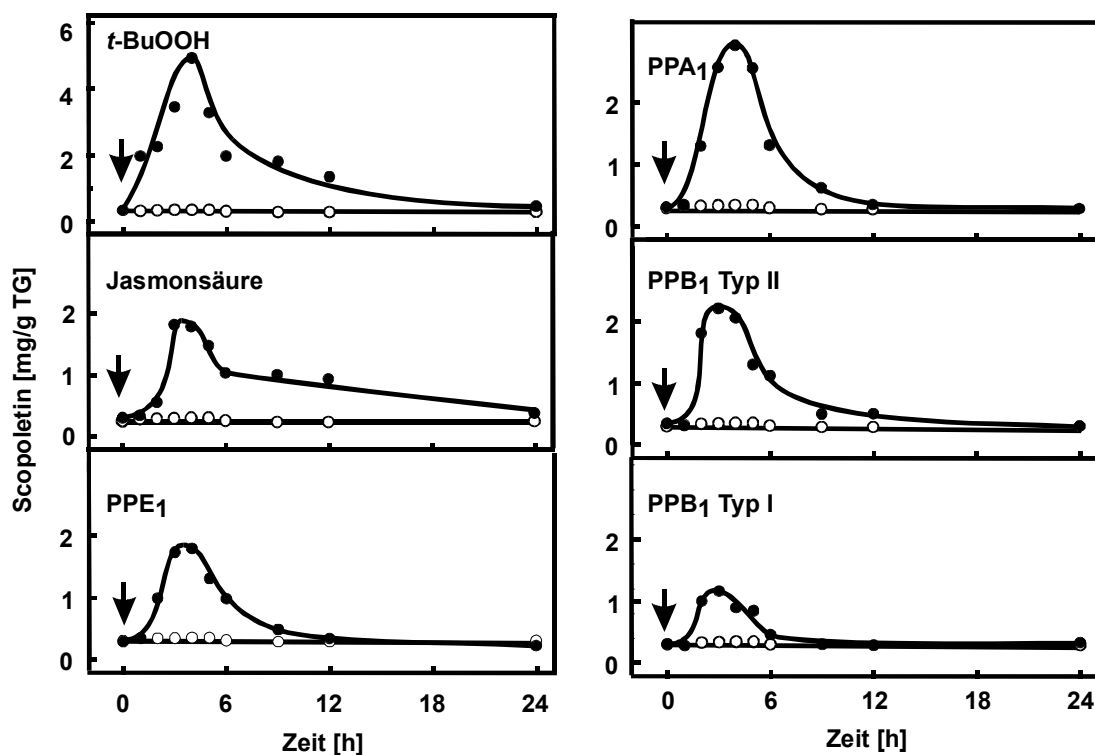 t-BuOOH
6
4
2
0
Jasmonsäure
2
1
0
PPE1
2
1
0
0 6 12 18 24
Zeit [h]
Scopoletin [mg/g TG]
PPA1
2
1
0
PPB1 Typ II
2
1
0
PPB1 Typ I
2
1
0
0 6 12 18 24
Zeit [h]